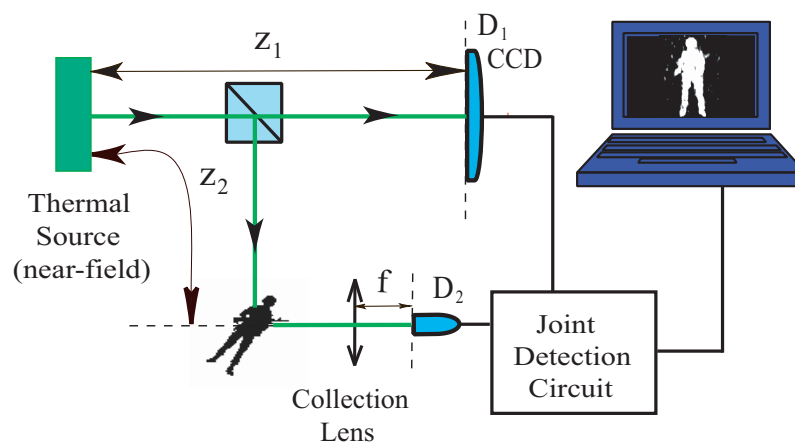 z₁
D₁
CCD
z₂
Thermal
Source
(near-field)
f
D₂
Joint
Detection
Circuit
Collection
Lens